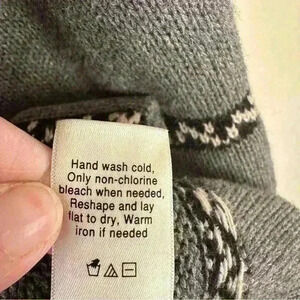 Hand wash cold,
Only non-chlorine
bleach when needed,
Reshape and lay
flat to dry, Warm
iron if needed